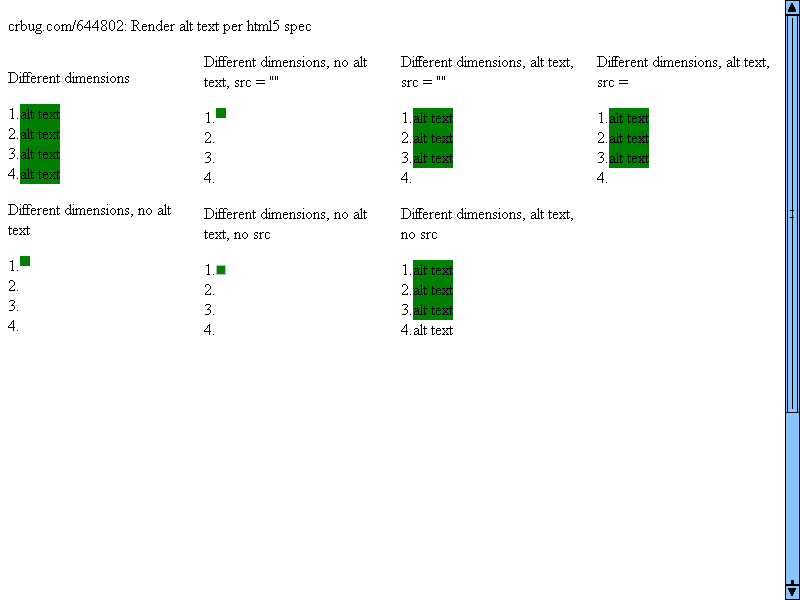 crbug.com/644802: Render alt text per html5 spec
Different dimensions
1.alt text
2.alt text
3.alt text
4.alt text
Different dimensions, no alt
text
1.
2.
3.
4.
Different dimensions, no alt
text, src = ""
1.
2.
3.
4.
Different dimensions, no alt
text, no src
1.
2.
3.
4.
Different dimensions, alt text,
src = ""
1.alt text
2.alt text
3.alt text
4.
Different dimensions, alt text,
no src
1.alt text
2.alt text
3.alt text
4.alt text
Different dimensions, alt text,
src =
1.alt text
2.alt text
3.alt text
4.